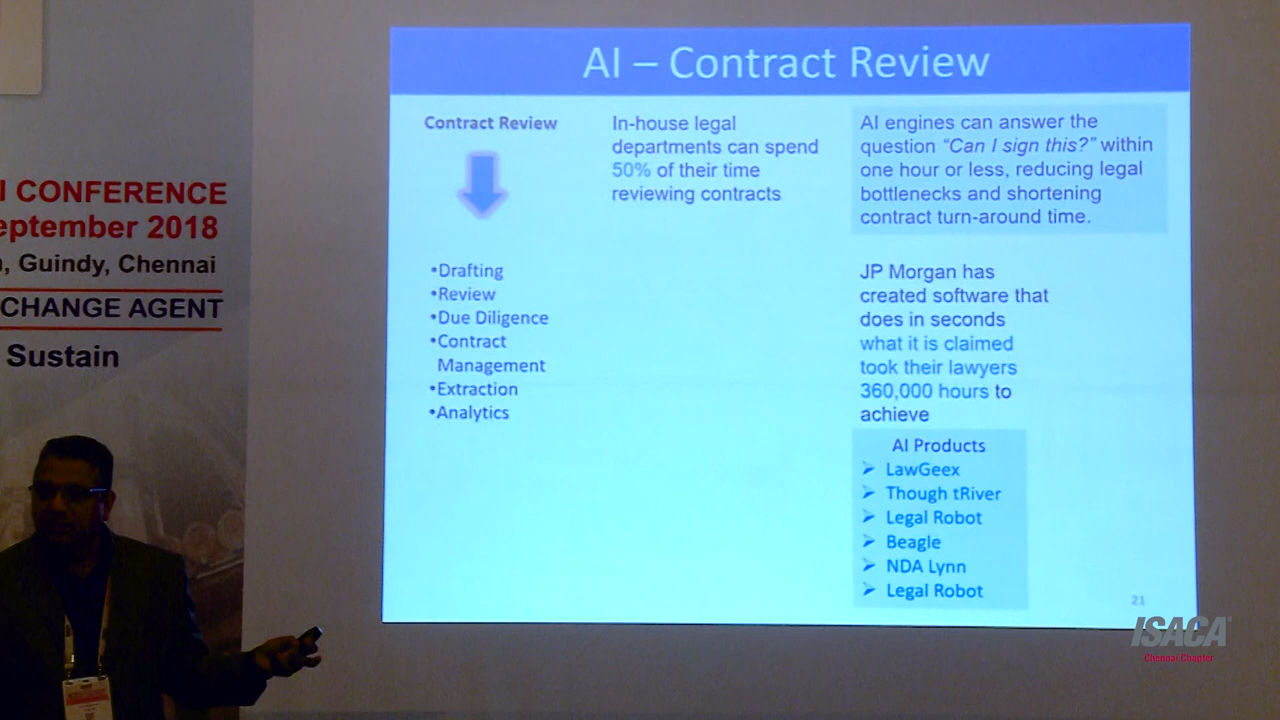 I CONFERENCE
eptember 2018
, Guindy, Chennai
CHANGE AGENT
Sustain
AI – Contract Review
Contract Review
•Drafting
•Review
•Due Diligence
•Contract
Management
•Extraction
•Analytics
In-house legal
departments can spend
50% of their time
reviewing contracts
AI engines can answer the
question “Can I sign this?” within
one hour or less, reducing legal
bottlenecks and shortening
contract turn-around time.
JP Morgan has
created software that
does in seconds
what it is claimed
took their lawyers
360,000 hours to
achieve
AI Products
➢ LawGeex
➢ Though tRiver
➢ Legal Robot
➢ Beagle
➢ NDA Lynn
➢ Legal Robot
21
ISACA
Chennai Chapter